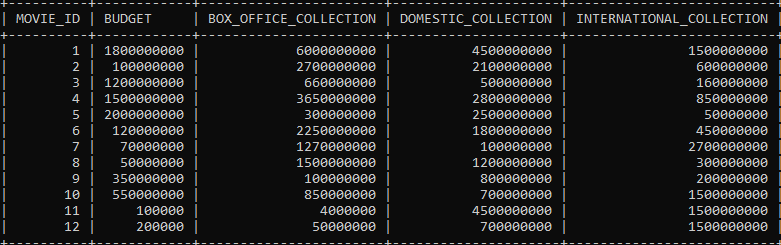 | MOVIE_ID | BUDGET | BOX_OFFICE_COLLECTION | DOMESTIC_COLLECTION | INTERNATIONAL_COLLECTION |
| 1 | 1800000000 | 6000000000 | 4500000000 | 1500000000 |
| 2 | 100000000 | 2700000000 | 2100000000 | 600000000 |
| 3 | 1200000000 | 660000000 | 500000000 | 160000000 |
| 4 | 1500000000 | 3650000000 | 2800000000 | 850000000 |
| 5 | 2000000000 | 300000000 | 2500000000 | 50000000 |
| 6 | 120000000 | 2250000000 | 1800000000 | 450000000 |
| 7 | 70000000 | 1270000000 | 100000000 | 2700000000 |
| 8 | 50000000 | 1500000000 | 1200000000 | 300000000 |
| 9 | 350000000 | 100000000 | 800000000 | 200000000 |
| 10 | 550000000 | 850000000 | 700000000 | 1500000000 |
| 11 | 100000 | 4000000 | 4500000000 | 1500000000 |
| 12 | 200000 | 50000000 | 700000000 | 1500000000 |